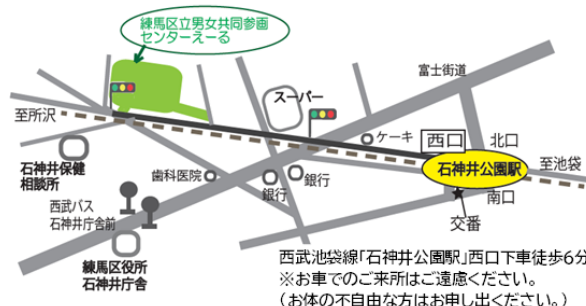 練馬区立男女共同参画
センターえーる
富士街道
スーパー
至所沢
ケーキ
西口
北口
石神井公園駅
至池袋
南口
交番
石神井保健
相談所
歯科医院
銀行
銀行
西武バス
石神井庁舎前
練馬区役所
石神井庁舎
西武池袋線「石神井公園駅」西口下車徒歩6分
※お車でのご来所はご遠慮ください。
(お体の不自由な方はお申し出ください。)